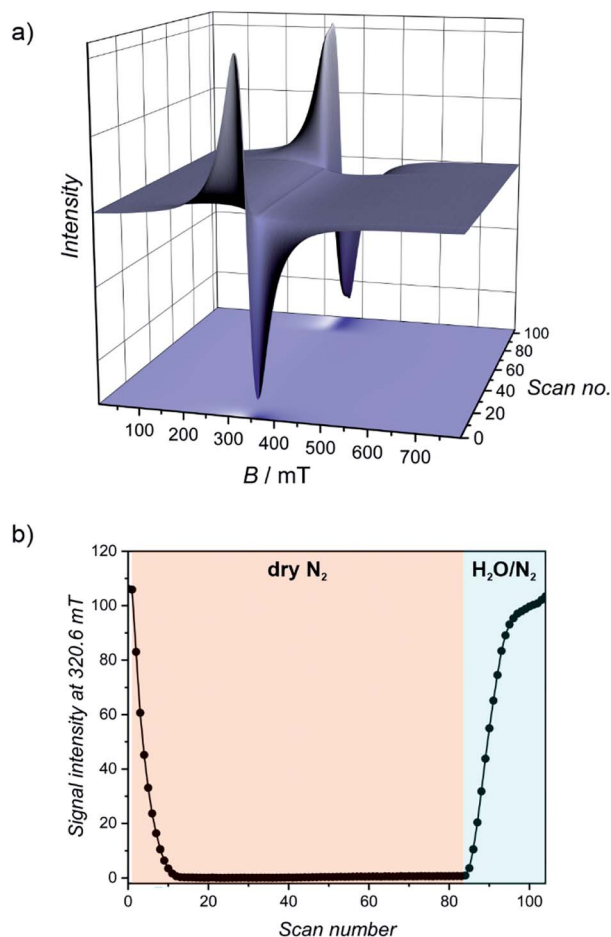 a)
Intensity
100
80
60
40
20
0
Scan no.
100 200 300 400 500 600 700
B / mT
b)
120
100
80
60
40
20
0
dry N₂ H₂O/N₂
Signal intensity at 320.6 mT
0 20 40 60 80 100
Scan number